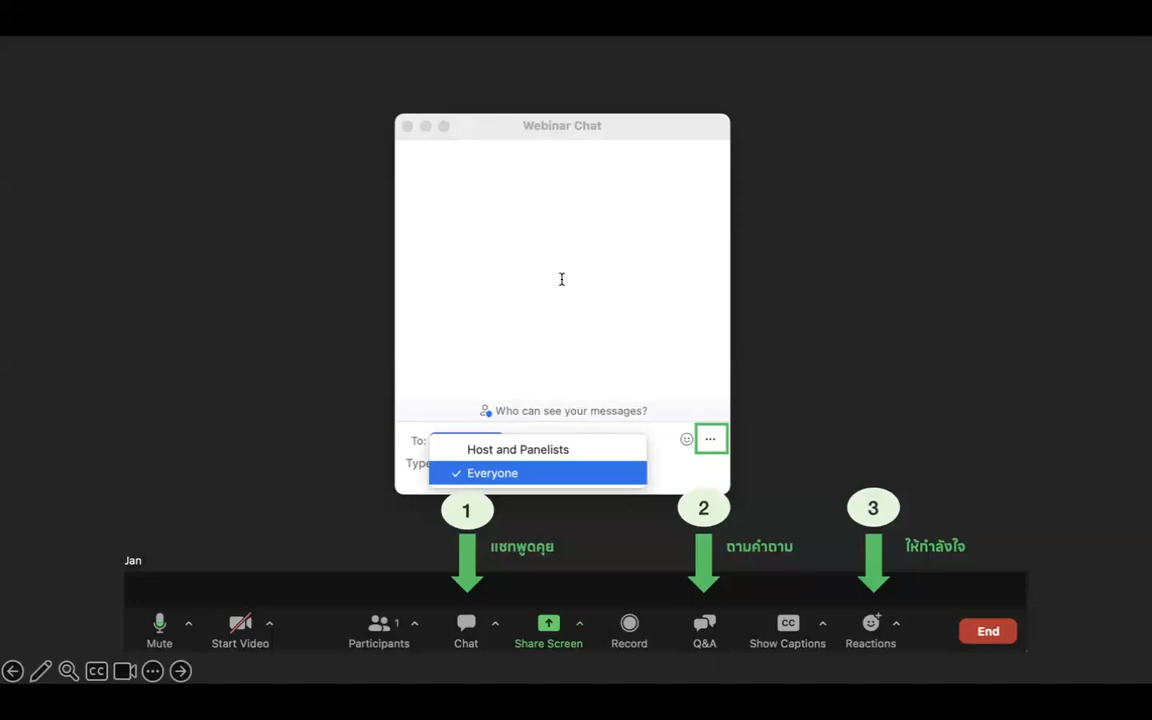 Webinar Chat
Who can see your messages?
To:
Host and Panelists
Type
Everyone
1
2
3
แชทพูดคุย
ถามคำถาม
ให้กำลังใจ
Jan
1
Mute
Start Video
Participants
Chat
Share Screen
Record
Q&A
CC
Show Captions
Reactions
End
CC